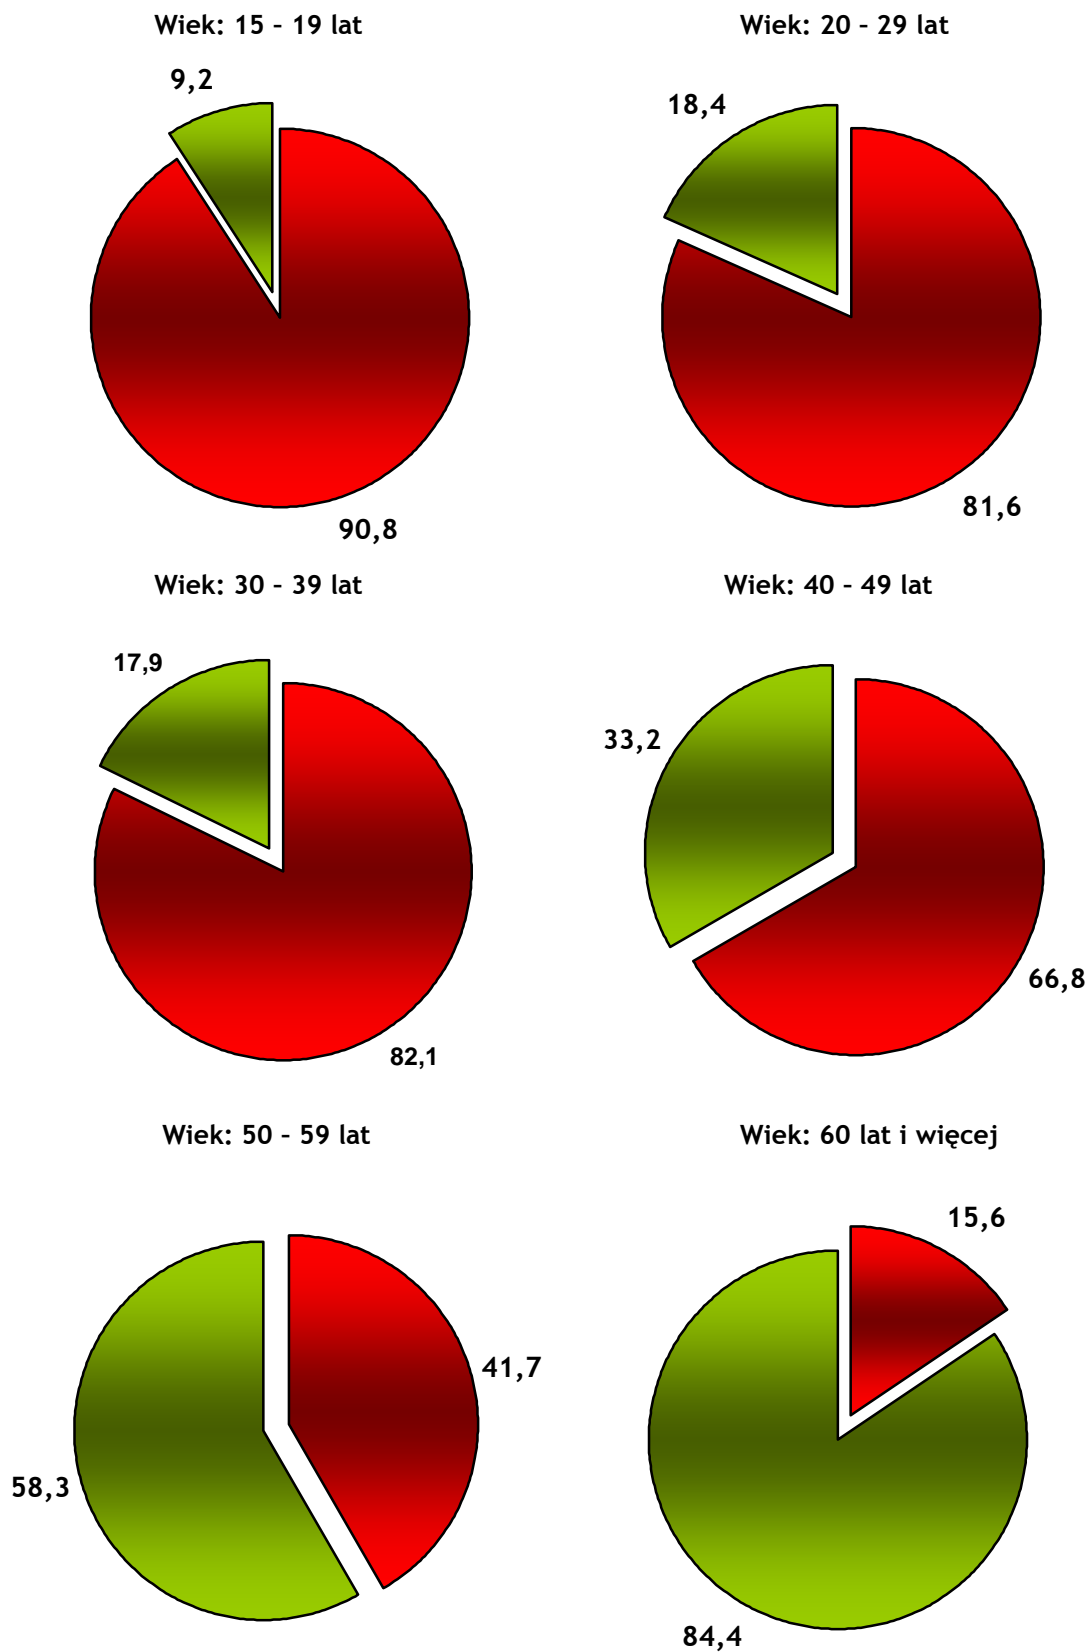 Wiek: 15 – 19 lat
9,2
90,8
Wiek: 20 – 29 lat
18,4
81,6
Wiek: 30 – 39 lat
17,9
82,1
Wiek: 40 – 49 lat
33,2
66,8
Wiek: 50 – 59 lat
41,7
58,3
Wiek: 60 lat i więcej
15,6
84,4